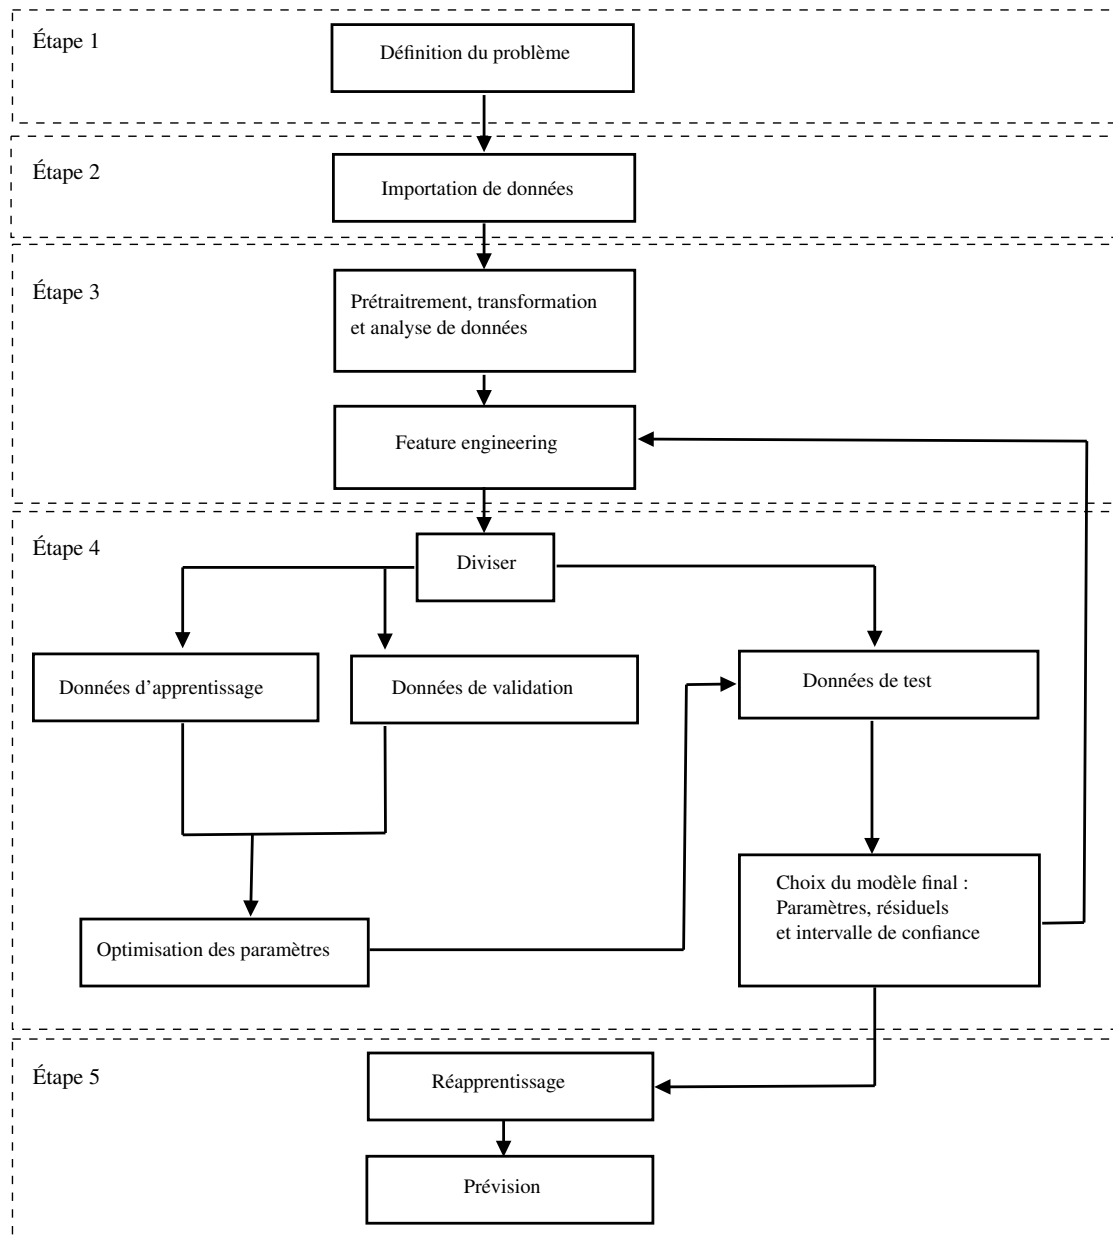 Étape 1
Définition du problème
Étape 2
Importation de données
Étape 3
Prétraitrement, transformation
et analyse de données
Feature engineering
Étape 4
Diviser
Données d'apprentissage
Données de validation
Données de test
Choix du modèle final :
Paramètres, résiduels
et intervalle de confiance
Optimisation des paramètres
Étape 5
Réapprentissage
Prévision